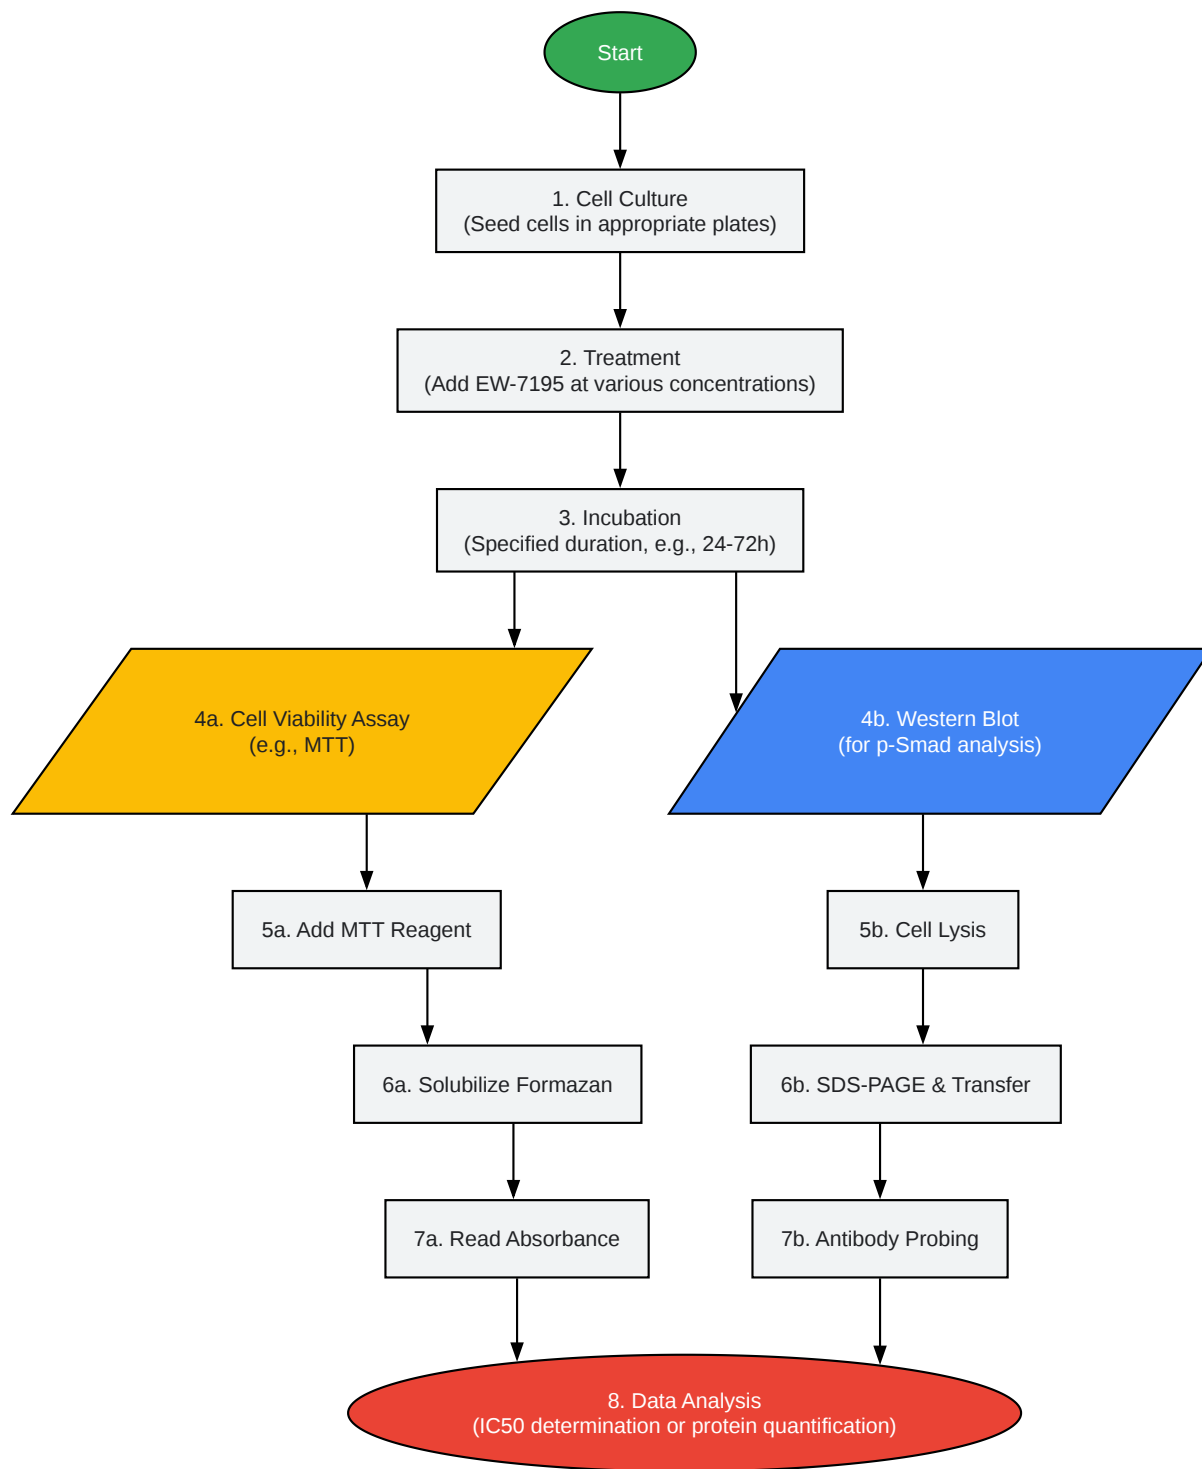 Start
1. Cell Culture
(Seed cells in appropriate plates)
2. Treatment
(Add EW-7195 at various concentrations)
3. Incubation
(Specified duration, e.g., 24-72h)
4a. Cell Viability Assay
(e.g., MTT)
4b. Western Blot
(for p-Smad analysis)
5a. Add MTT Reagent
5b. Cell Lysis
6a. Solubilize Formazan
6b. SDS-PAGE & Transfer
7a. Read Absorbance
7b. Antibody Probing
8. Data Analysis
(IC50 determination or protein quantification)